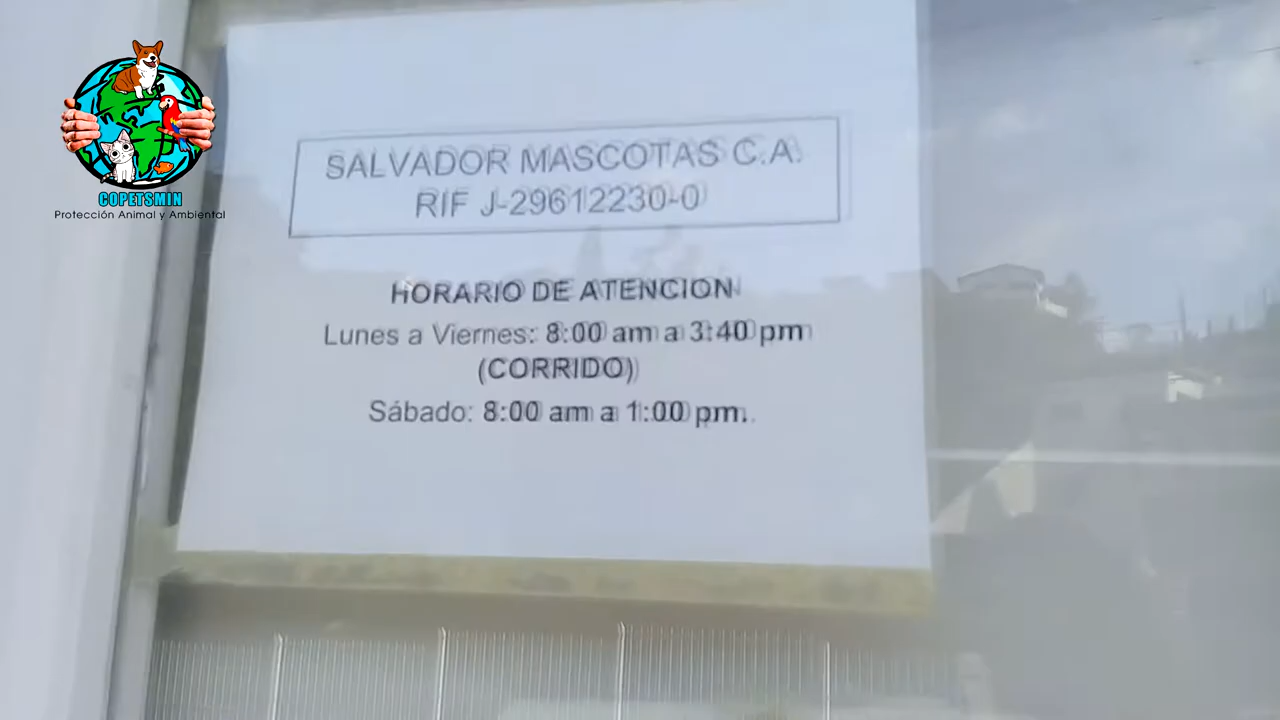 COPETSMIN
Protección Animal y Ambiental
SALVADOR MASCOTAS C.A.
RIF J-29612230-0
HORARIO DE ATENCION
Lunes a Viernes: 8:00 am a 3:40 pm
(CORRIDO)
Sábado: 8:00 am a 1:00 pm.